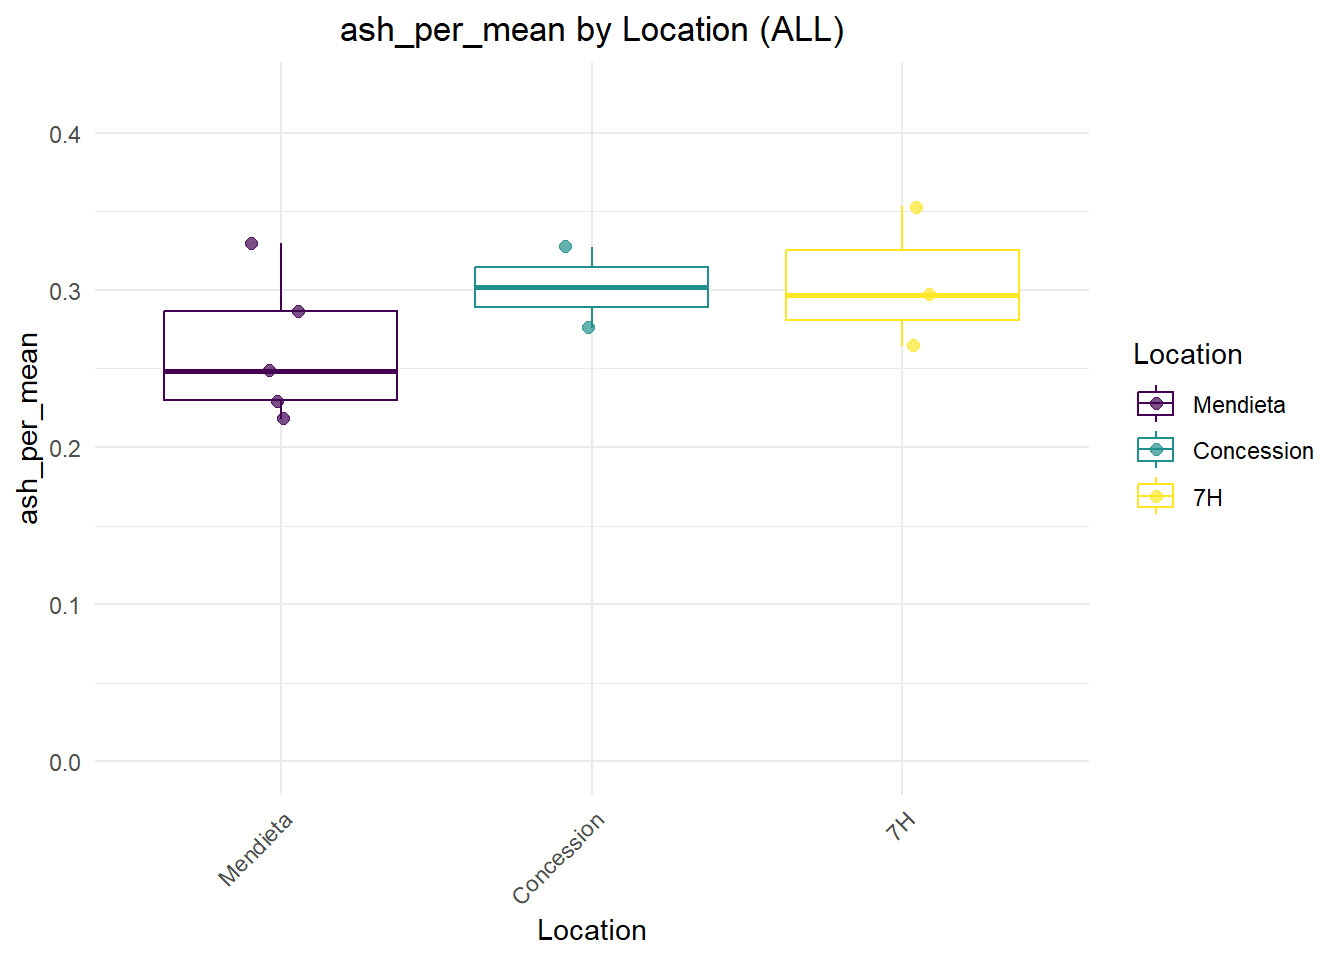 ash_per_mean by Location (ALL)
ash_per_mean
0.4
0.3
0.2
0.1
0.0
Mendieta
Concession
7H
Location
Location
Mendieta
Concession
7H